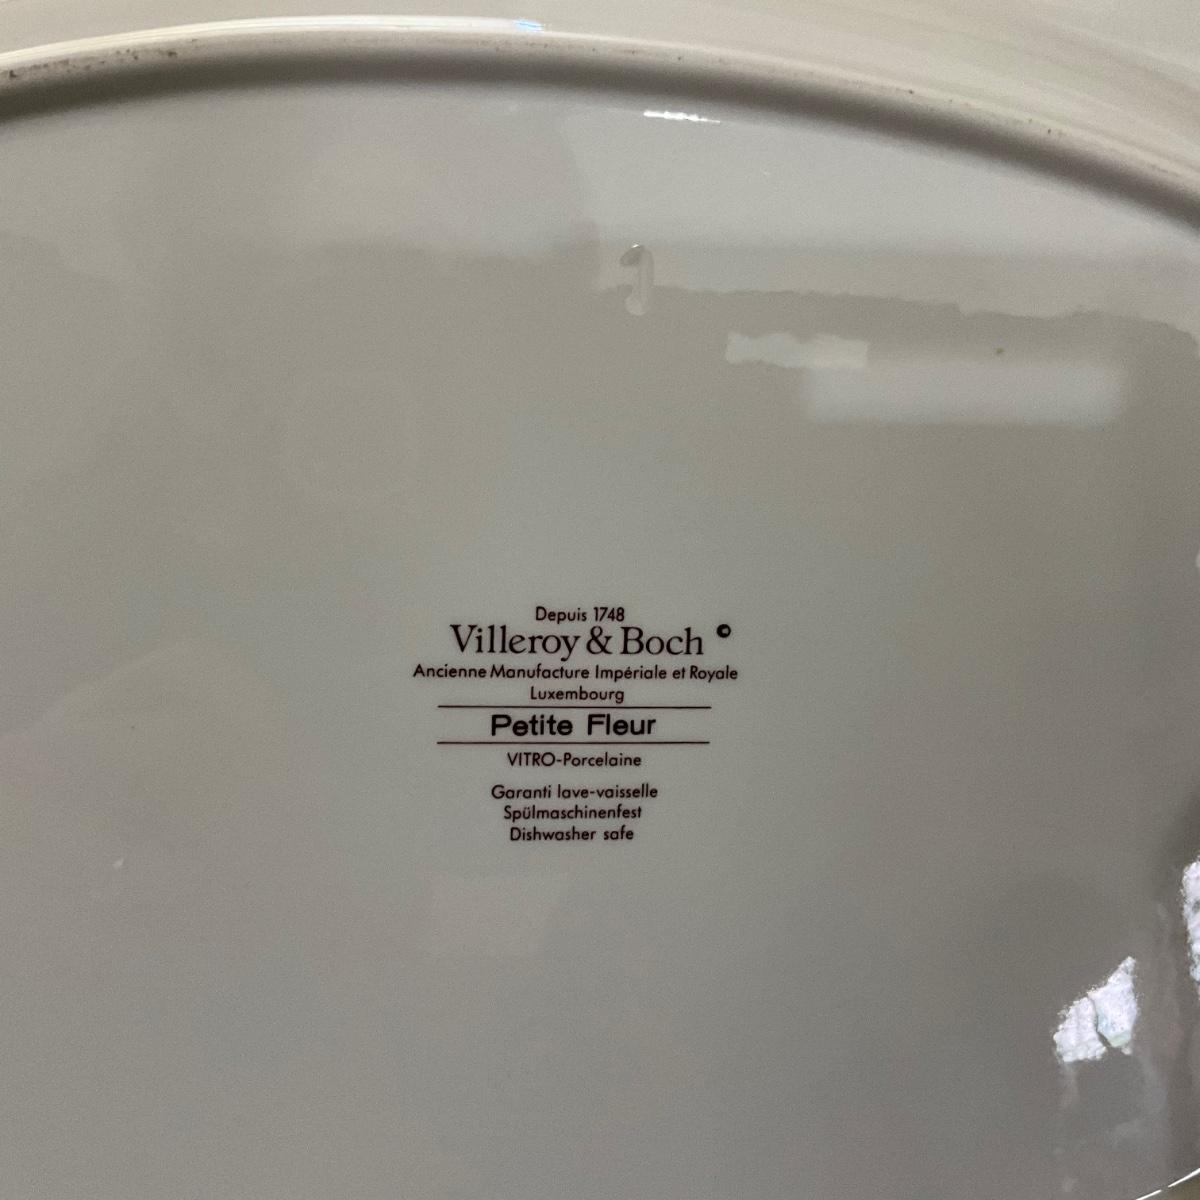 Depuis 1748
Villeroy & Boch ©
Ancienne Manufacture Impériale et Royale
Luxembourg
Petite Fleur
VITRO-Porcelaine
Garanti lave-vaisselle
Spülmaschinenfest
Dishwasher safe